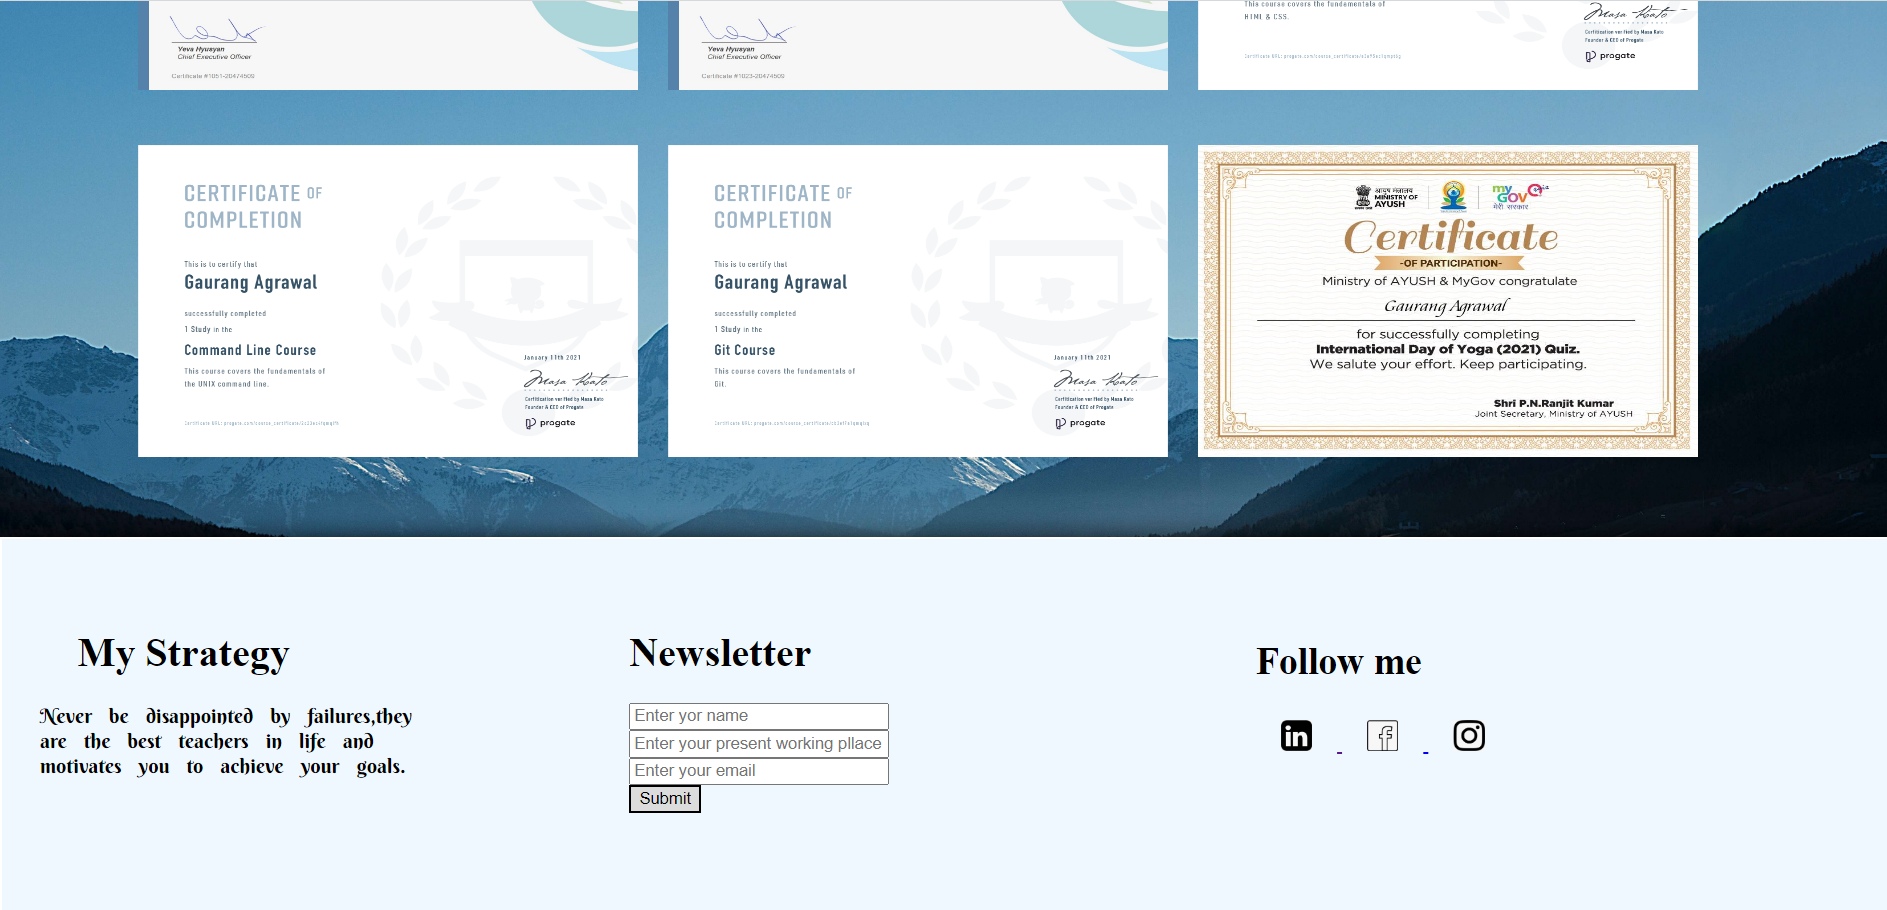 Yeva Hyusyan
Chief Executive Officer
Certificate #1051-20474509
Yeva Hyusyan
Chief Executive Officer
Certificate #1023-20474509
This course covers the fundamentals of
HTML & CSS.
Masa Kato
Certification verified by Masa Kato
Founder & CEO of Progate
progate
CERTIFICATE OF
COMPLETION
This is to certify that
Gaurang Agrawal
successfully completed
1 Study in the
Command Line Course
This course covers the fundamentals of
the UNIX command line.
January 11th 2021
Masa Kato
Certification verified by Masa Kato
Founder & CEO of Progate
progate
CERTIFICATE OF
COMPLETION
This is to certify that
Gaurang Agrawal
successfully completed
1 Study in the
Git Course
This course covers the fundamentals of
Git.
January 11th 2021
Masa Kato
Certification verified by Masa Kato
Founder & CEO of Progate
progate
आयुष मंत्रालय
MINISTRY OF
AYUSH
my
GOV
मेरी सरकार
Certificate
-OF PARTICIPATION-
Ministry of AYUSH & MyGov congratulate
Gaurang Agrawal
for successfully completing
International Day of Yoga (2021) Quiz.
We salute your effort. Keep participating.
Shri P.N.Ranjit Kumar
Joint Secretary, Ministry of AYUSH
My Strategy
Never be disappointed by failures,they
are the best teachers in life and
motivates you to achieve your goals.
Newsletter
Enter yor name
Enter your present working pllace
Enter your email
Submit
Follow me